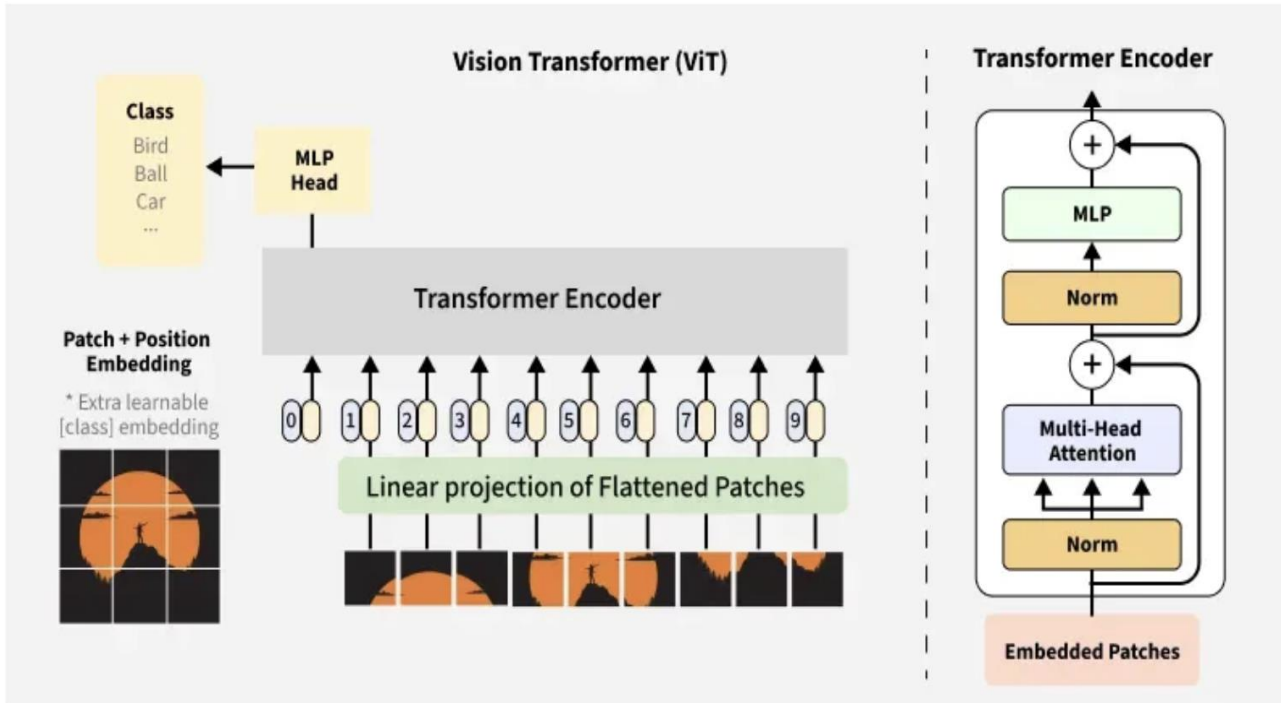 Vision Transformer (ViT)
Class
Bird
Ball
Car
...
MLP
Head
Transformer Encoder
Patch + Position
Embedding
* Extra learnable
[class] embedding
0 1 2 3 4 5 6 7 8 9
Linear projection of Flattened Patches
Transformer Encoder
+
MLP
Norm
+
Multi-Head
Attention
Norm
Embedded Patches